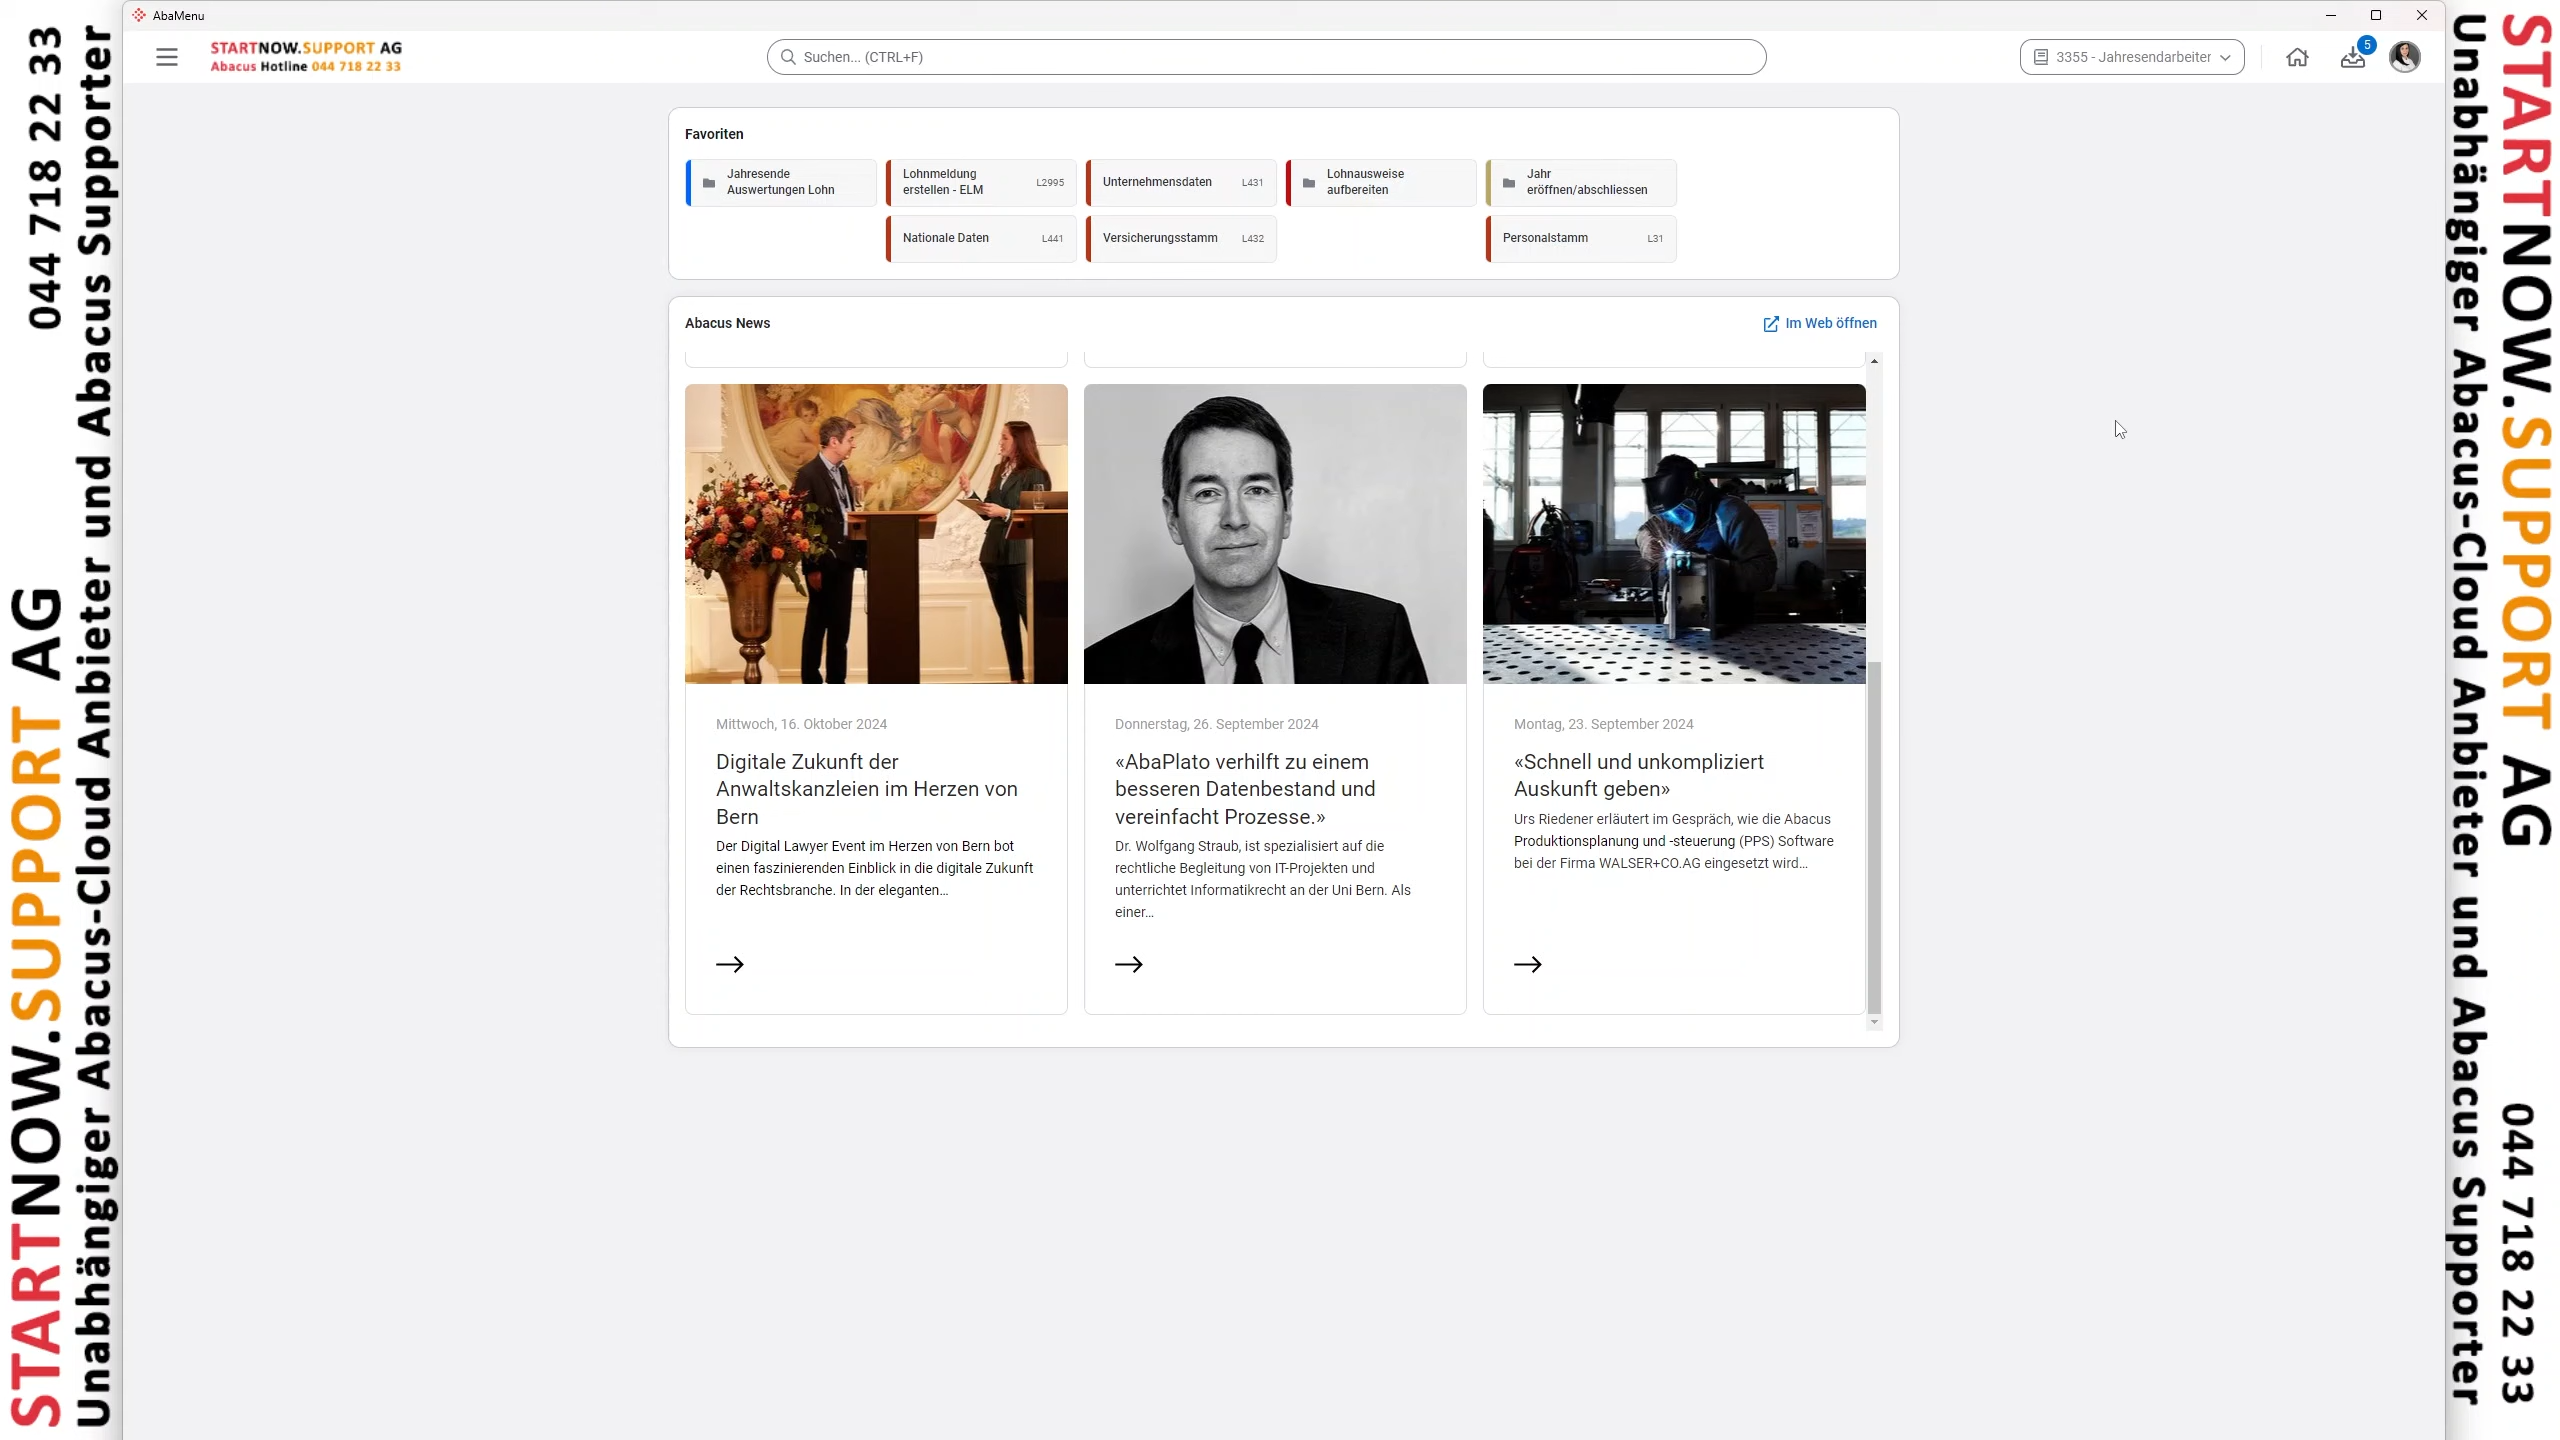 AbaMenu
STARTNOW.SUPPORT AG
Abacus Hotline 044 718 22 33
Suchen... (CTRL+F)
3355 - Jahresendarbeiter
5
Favoriten
Jahresende
Auswertungen Lohn
Lohnmeldung
erstellen - ELM
L2995
Unternehmensdaten
L431
Lohnausweise
aufbereiten
Jahr
eröffnen/abschliessen
Nationale Daten
L441
Versicherungsstamm
L432
Personalstamm
L31
Abacus News
Im Web öffnen
Mittwoch, 16. Oktober 2024
Digitale Zukunft der
Anwaltskanzleien im Herzen von
Bern
Der Digital Lawyer Event im Herzen von Bern bot
einen faszinierenden Einblick in die digitale Zukunft
der Rechtsbranche. In der eleganten...
Donnerstag, 26. September 2024
«AbaPlato verhilft zu einem
besseren Datenbestand und
vereinfacht Prozesse.»
Dr. Wolfgang Straub, ist spezialisiert auf die
rechtliche Begleitung von IT-Projekten und
unterrichtet Informatikrecht an der Uni Bern. Als
einer...
Montag, 23. September 2024
«Schnell und unkompliziert
Auskunft geben»
Urs Riedener erläutert im Gespräch, wie die Abacus
Produktionsplanung und -steuerung (PPS) Software
bei der Firma WALSER+CO.AG eingesetzt wird...
STARTNOW.SUPPORT AG 044 718 22 33
Unabhängiger Abacus-Cloud Anbieter und Abacus Supporter
STARTNOW.SUPPORT AG 044 718 22 33
Unabhängiger Abacus-Cloud Anbieter und Abacus Supporter